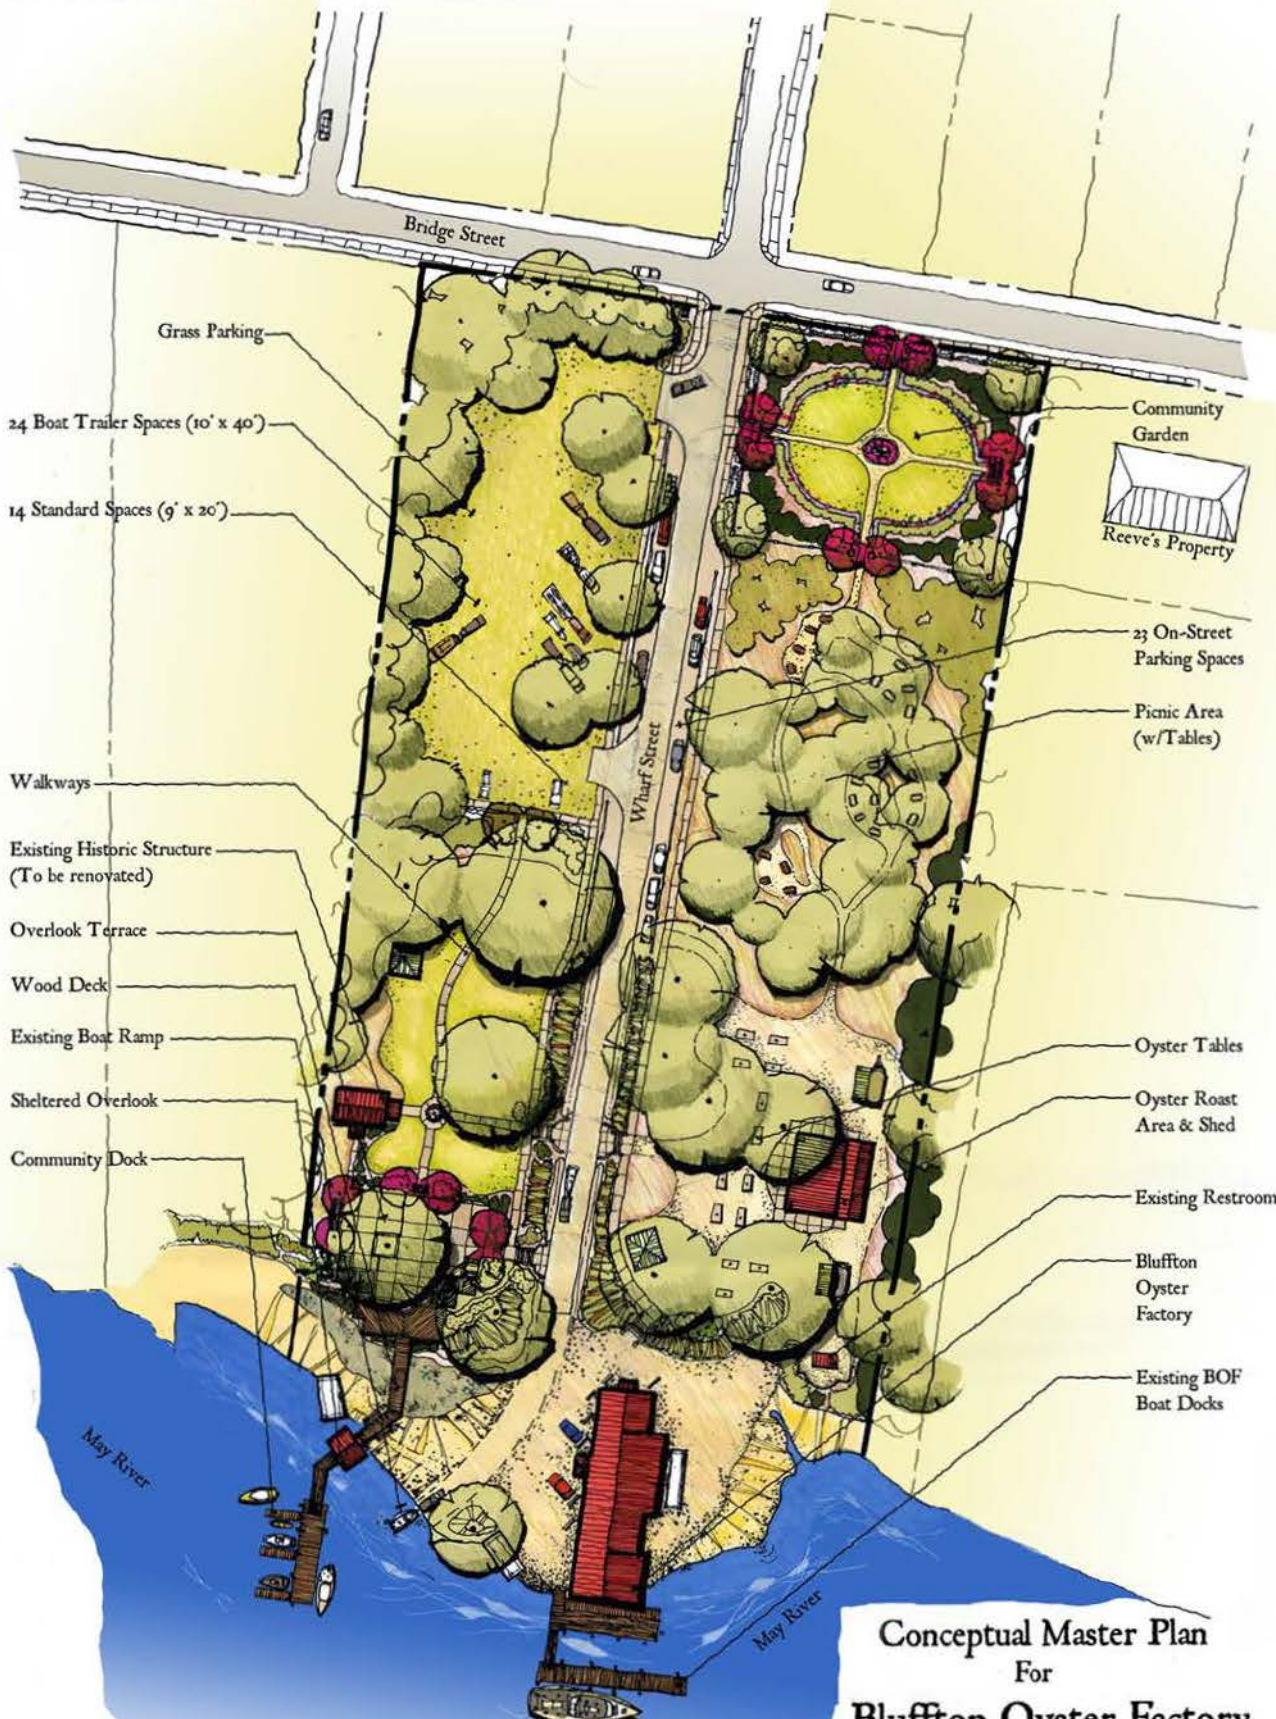 Bridge Street
Grass Parking
24 Boat Trailer Spaces (10' x 40')
14 Standard Spaces (9' x 20')
Walkways
Existing Historic Structure
(To be renovated)
Overlook Terrace
Wood Deck
Existing Boat Ramp
Sheltered Overlook
Community Dock
Wharf Street
Community
Garden
Reeve's Property
23 On-Street
Parking Spaces
Picnic Area
(w/Tables)
Oyster Tables
Oyster Roast
Area & Shed
Existing Restroom
Bluffton
Oyster
Factory
Existing BOF
Boat Docks
May River
May River
Conceptual Master Plan
For
Bluffton Oyster Factory